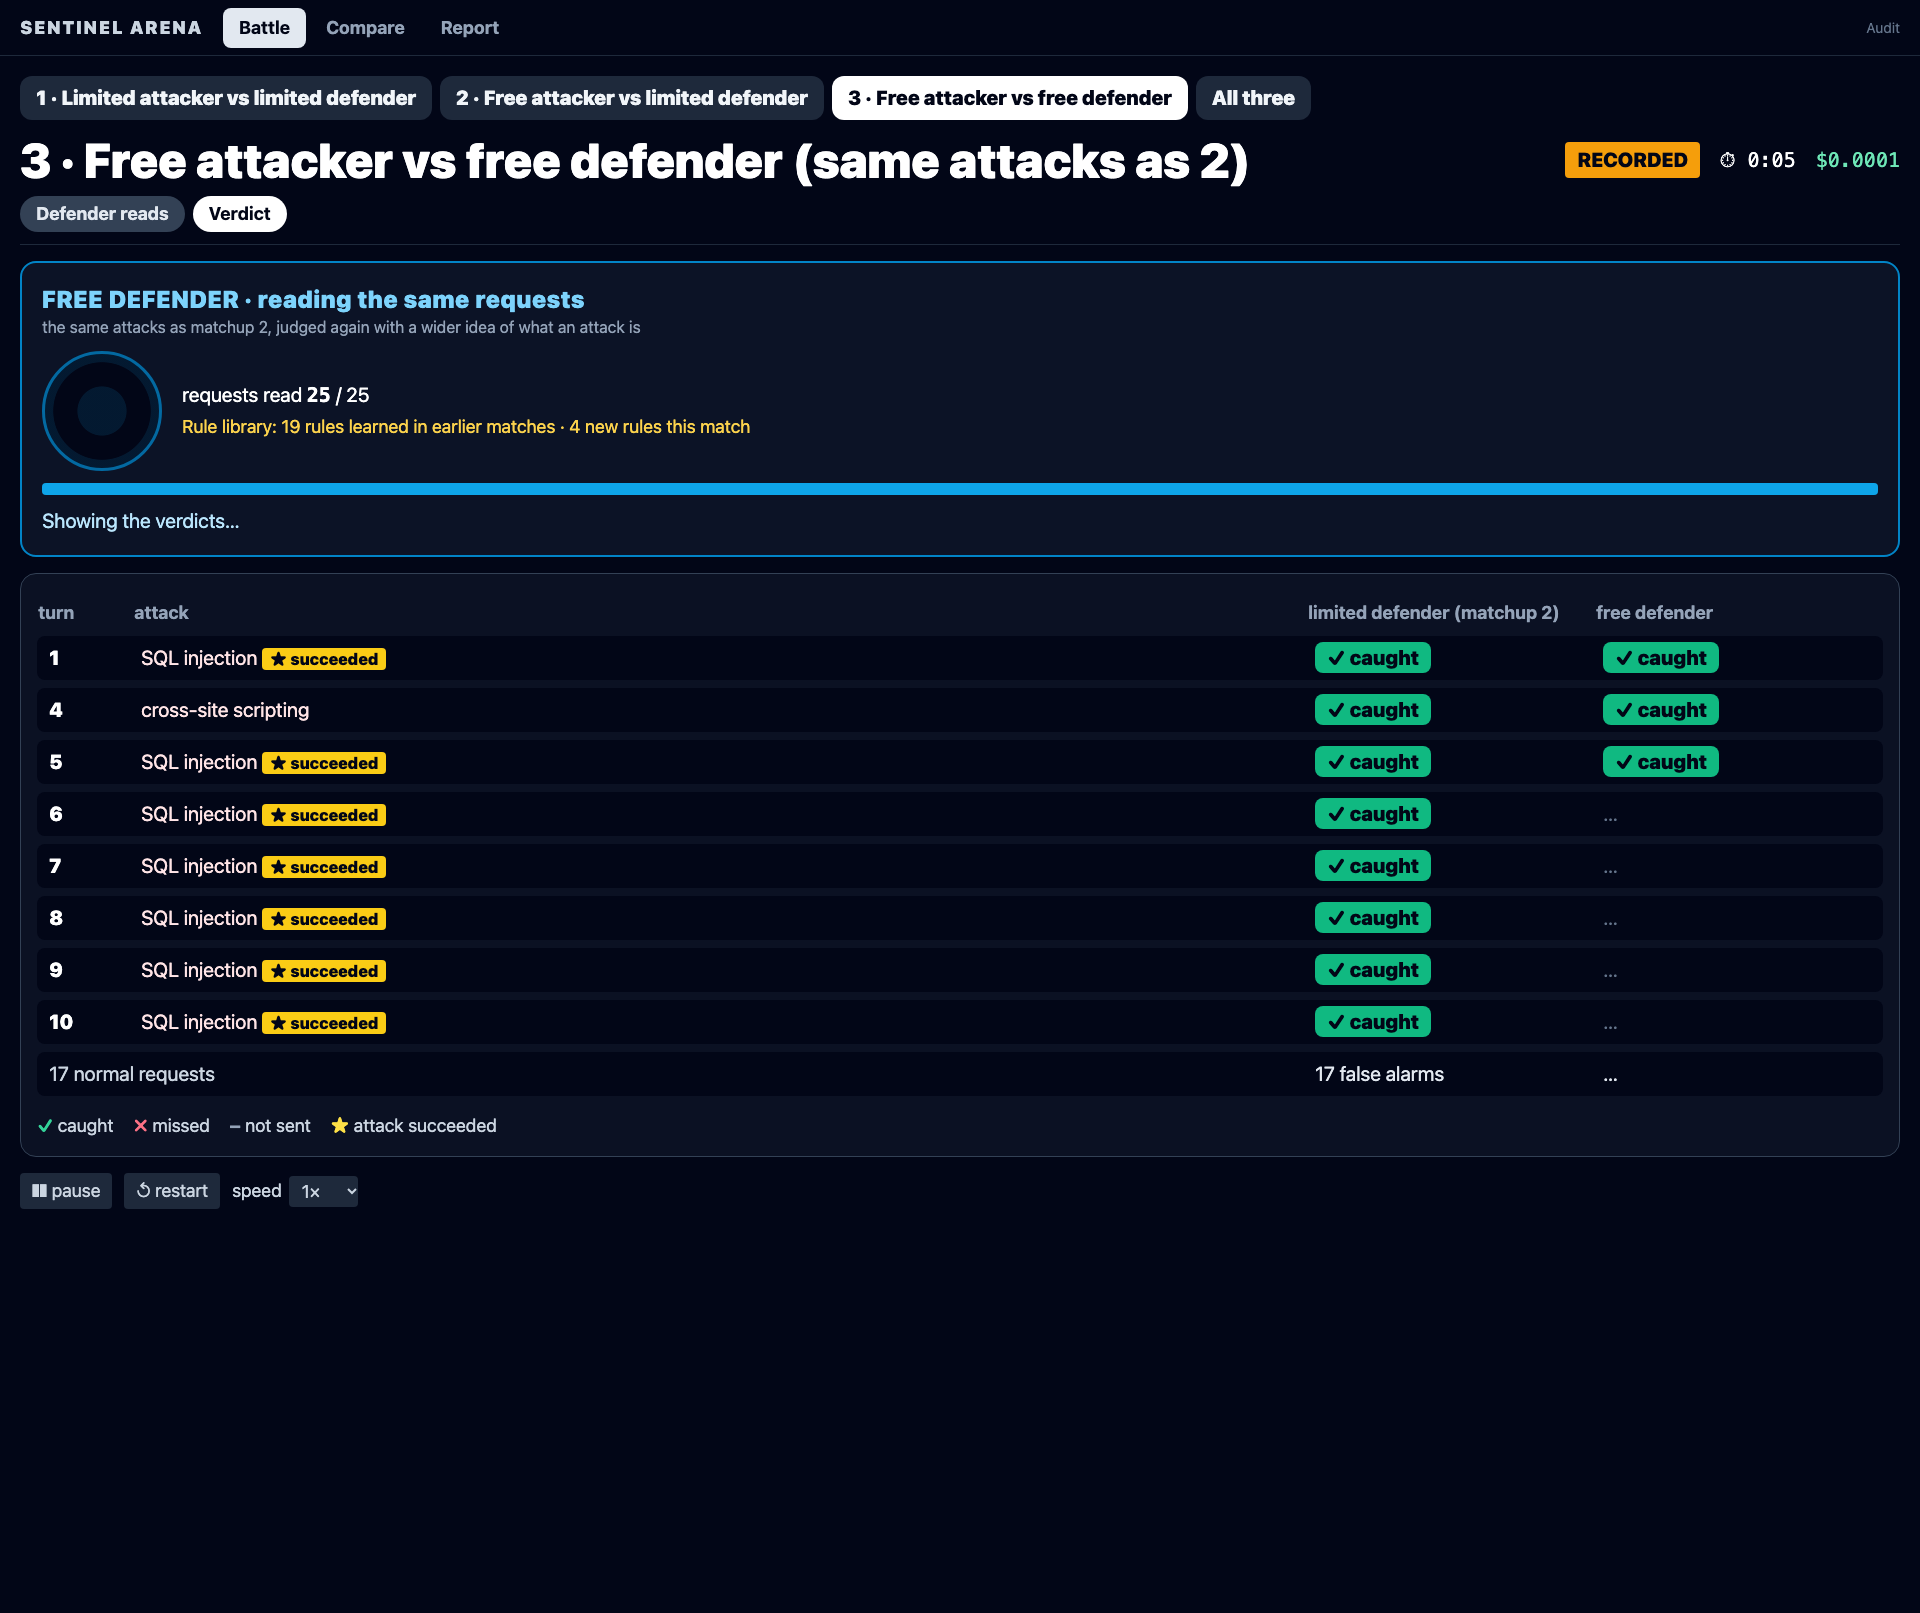 SENTINEL ARENA Battle Compare Report Audit
1 · Limited attacker vs limited defender 2 · Free attacker vs limited defender 3 · Free attacker vs free defender All three
3 · Free attacker vs free defender (same attacks as 2) RECORDED ⏱ 0:05 $0.0001
Defender reads Verdict
FREE DEFENDER · reading the same requests
the same attacks as matchup 2, judged again with a wider idea of what an attack is
requests read 25 / 25
Rule library: 19 rules learned in earlier matches · 4 new rules this match
Showing the verdicts...
turn attack limited defender (matchup 2) free defender
1 SQL injection ★ succeeded ✓ caught ✓ caught
4 cross-site scripting ✓ caught ✓ caught
5 SQL injection ★ succeeded ✓ caught ✓ caught
6 SQL injection ★ succeeded ✓ caught ...
7 SQL injection ★ succeeded ✓ caught ...
8 SQL injection ★ succeeded ✓ caught ...
9 SQL injection ★ succeeded ✓ caught ...
10 SQL injection ★ succeeded ✓ caught ...
17 normal requests 17 false alarms ...
✓ caught ✕ missed – not sent ★ attack succeeded
pause ↺ restart speed 1×